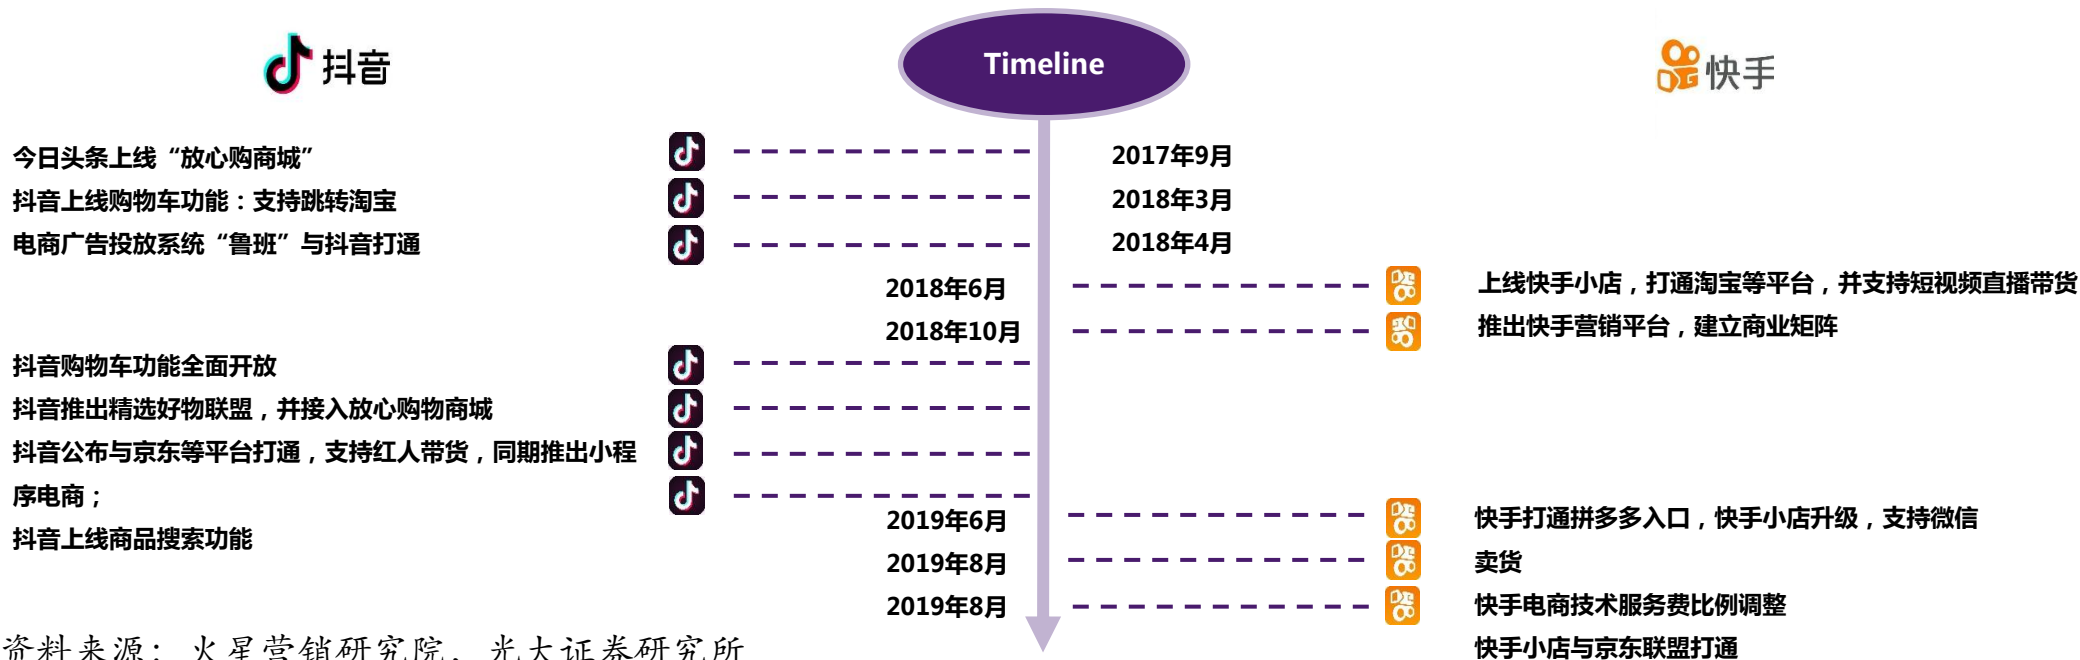 抖音
Timeline
快手
今日头条上线“放心购商城”
2017年9月
抖音上线购物车功能：支持跳转淘宝
2018年3月
电商广告投放系统“鲁班”与抖音打通
2018年4月
2018年6月
上线快手小店，打通淘宝等平台，并支持短视频直播带货
2018年10月
推出快手营销平台，建立商业矩阵
抖音购物车功能全面开放
抖音推出精选好物联盟，并接入放心购物商城
抖音公布与京东等平台打通，支持红人带货，同期推出小程
序电商；
抖音上线商品搜索功能
2019年6月
快手打通拼多多入口，快手小店升级，支持微信
卖货
2019年8月
快手电商技术服务费比例调整
2019年8月
快手小店与京东联盟打通
资料来源：火星营销研究院，光大证券研究所